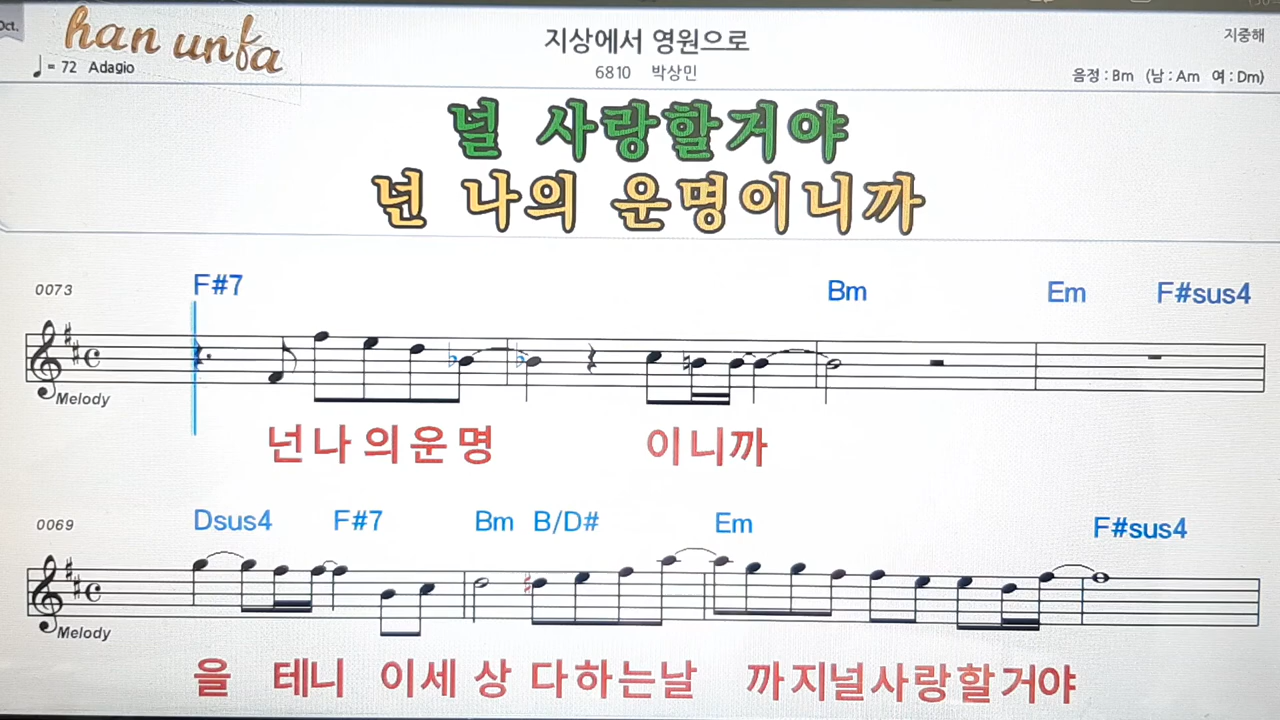 Oct.
han unfa
♩= 72 Adagio
지상에서 영원으로
6810 박상민
지중해
음정 : Bm (남 : Am 여 : Dm)
널 사랑할거야
넌 나의 운명이니까
0073
F#7 Bm Em F#sus4
Melody
넌나 의운명 이니까
0069
Dsus4 F#7 Bm B/D# Em F#sus4
Melody
을 테니 이세 상 다하는날 까지널사랑할거야